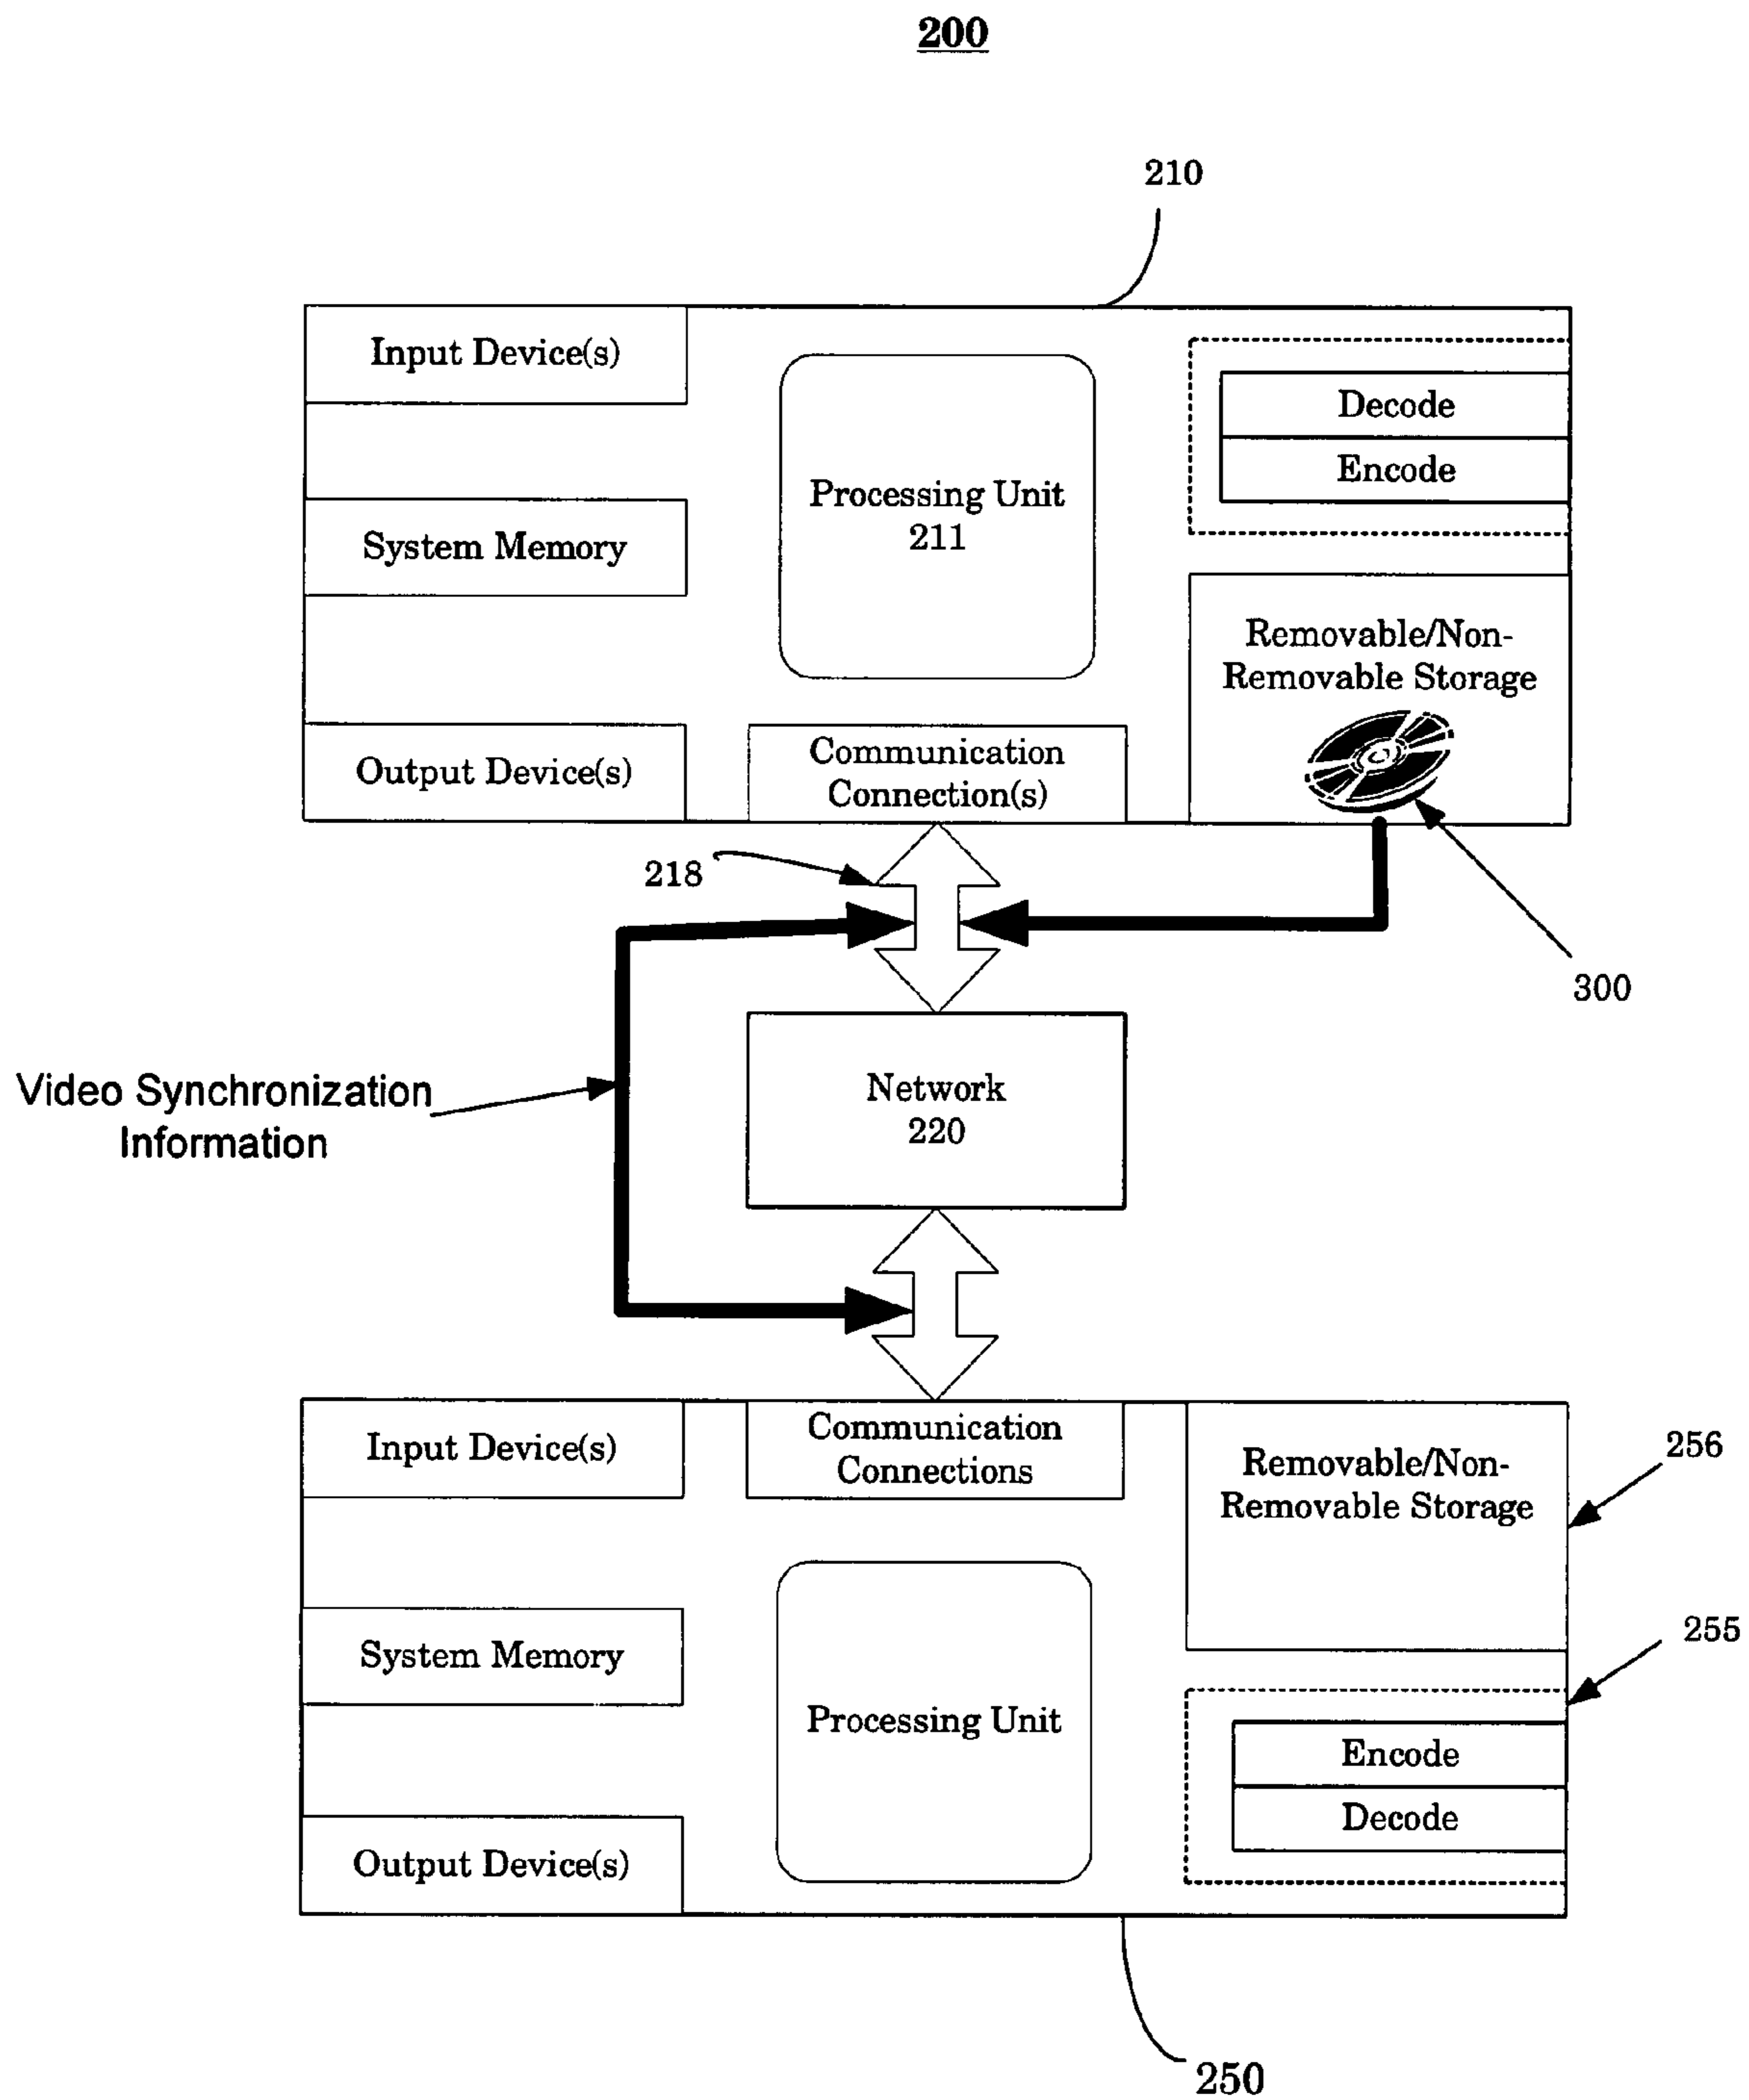 200
210
Input Device(s)
Decode
Encode
Processing Unit
211
System Memory
Removable/Non-
Removable Storage
Output Device(s)
Communication
Connection(s)
218
300
Network
220
Video Synchronization
Information
Input Device(s)
Communication
Connections
Removable/Non-
Removable Storage
256
255
System Memory
Processing Unit
Encode
Decode
Output Device(s)
250